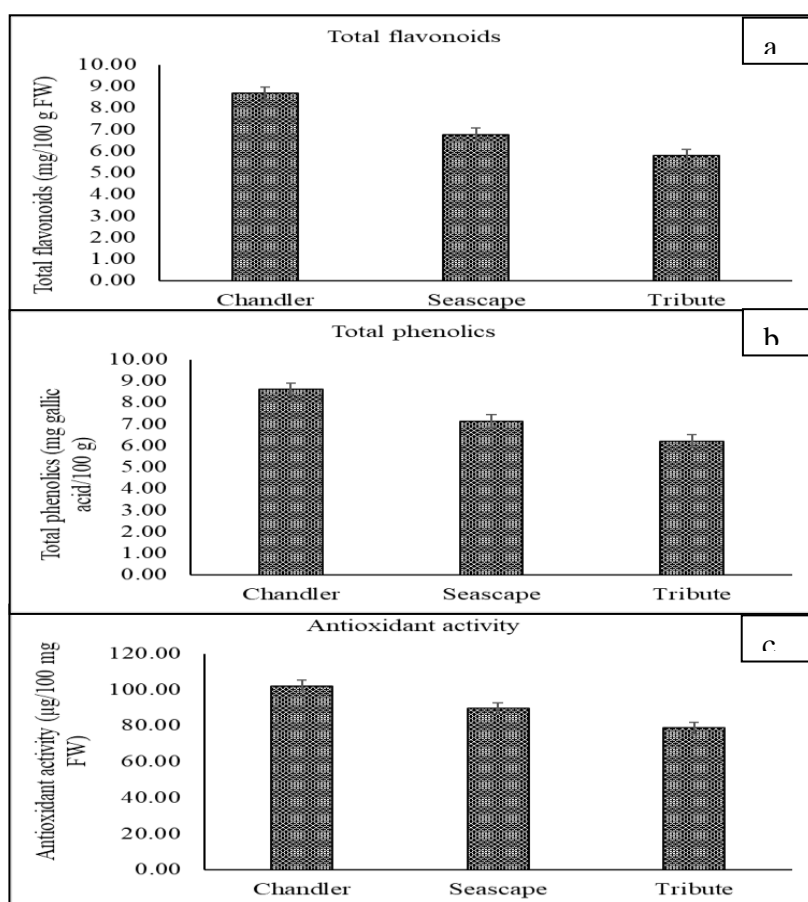 Total flavonoids
a
Total flavonoids (mg/100 g FW)
10.00
9.00
8.00
7.00
6.00
5.00
4.00
3.00
2.00
1.00
0.00
Chandler Seascape Tribute
Total phenolics
b
Total phenolics (mg gallic
acid/100 g)
10.00
9.00
8.00
7.00
6.00
5.00
4.00
3.00
2.00
1.00
0.00
Chandler Seascape Tribute
Antioxidant activity
c
Antioxidant activity (µg/100 mg
FW)
120.00
100.00
80.00
60.00
40.00
20.00
0.00
Chandler Seascape Tribute